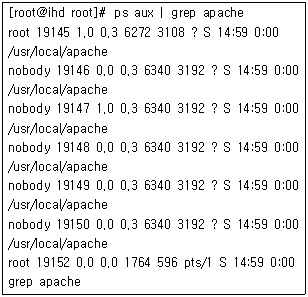 [root@ihd root]# ps aux | grep apache
root 19145 1.0 0.3 6272 3108 ? S 14:59 0:00
/usr/local/apache
nobody 19146 0.0 0.3 6340 3192 ? S 14:59 0:00
/usr/local/apache
nobody 19147 1.0 0.3 6340 3192 ? S 14:59 0:00
/usr/local/apache
nobody 19148 0.0 0.3 6340 3192 ? S 14:59 0:00
/usr/local/apache
nobody 19149 0.0 0.3 6340 3192 ? S 14:59 0:00
/usr/local/apache
nobody 19150 0.0 0.3 6340 3192 ? S 14:59 0:00
/usr/local/apache
root 19152 0.0 0.0 1764 596 pts/1 S 14:59 0:00
grep apache